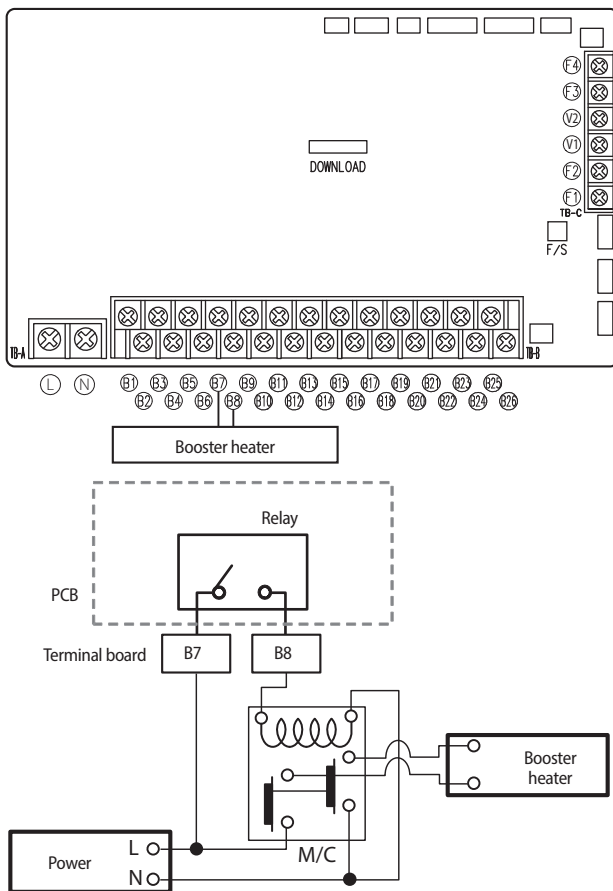 F4
F3
V2
V1
F2
F1
TB-C
DOWNLOAD
F/S
TB-A
TB-B
L N B1 B3 B5 B7 B9 B11 B13 B15 B17 B19 B21 B23 B25
B2 B4 B6 B8 B10 B12 B14 B16 B18 B20 B22 B24 B26
Booster heater
Relay
PCB
Terminal board B7 B8
Booster
heater
M/C
Power
L
N